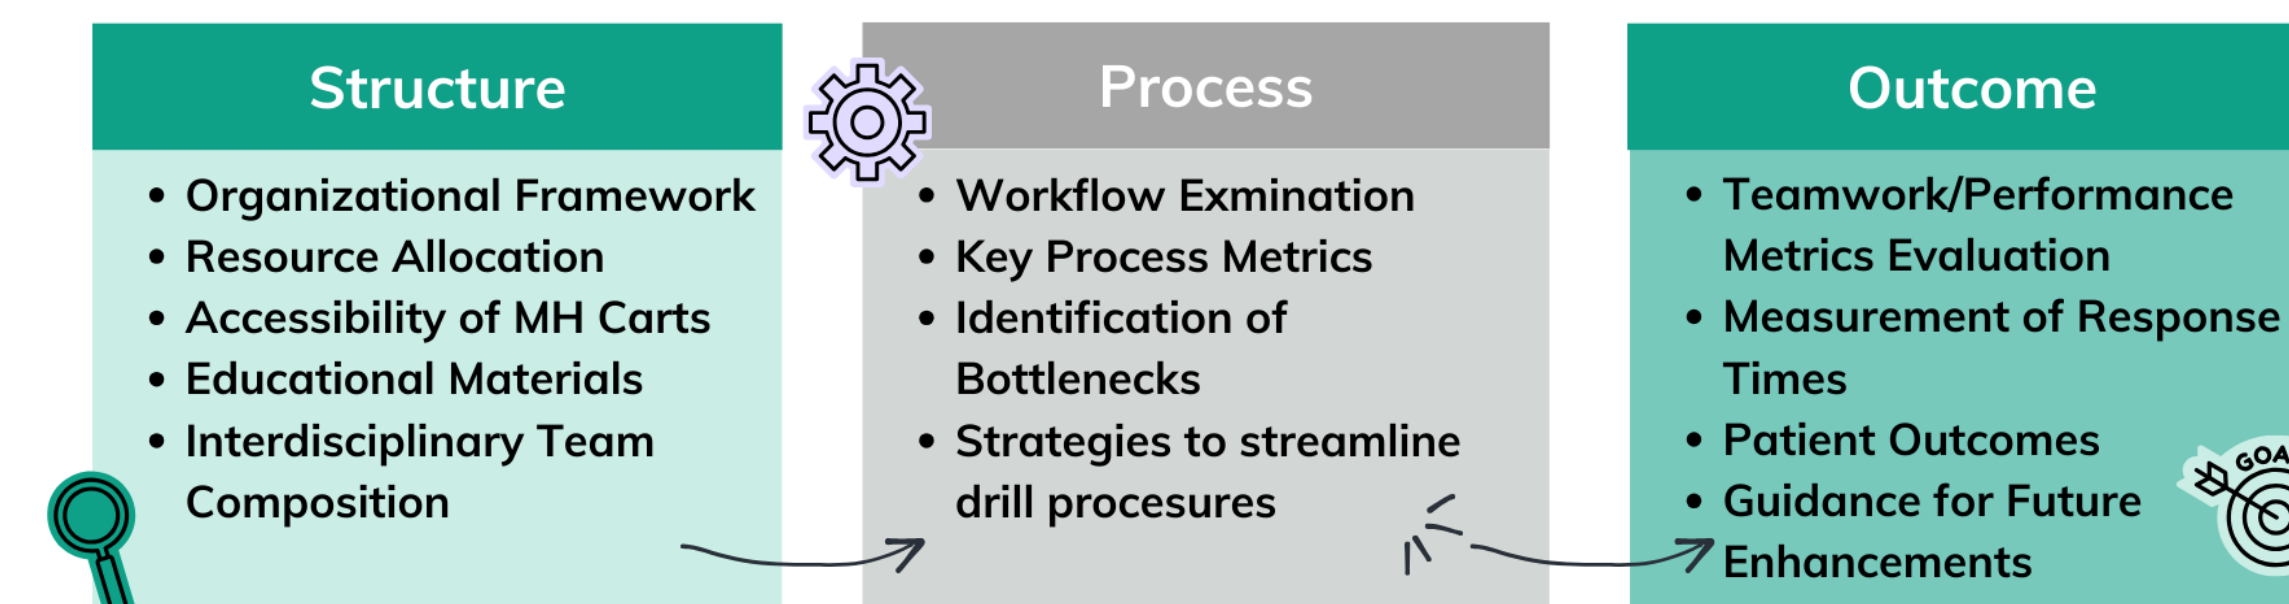 Structure
• Organizational Framework
• Resource Allocation
• Accessibility of MH Carts
• Educational Materials
• Interdisciplinary Team
Composition
Process
• Workflow Exmination
• Key Process Metrics
• Identification of
Bottlenecks
• Strategies to streamline
drill procesures
Outcome
• Teamwork/Performance
Metrics Evaluation
• Measurement of Response
Times
• Patient Outcomes
• Guidance for Future
Enhancements